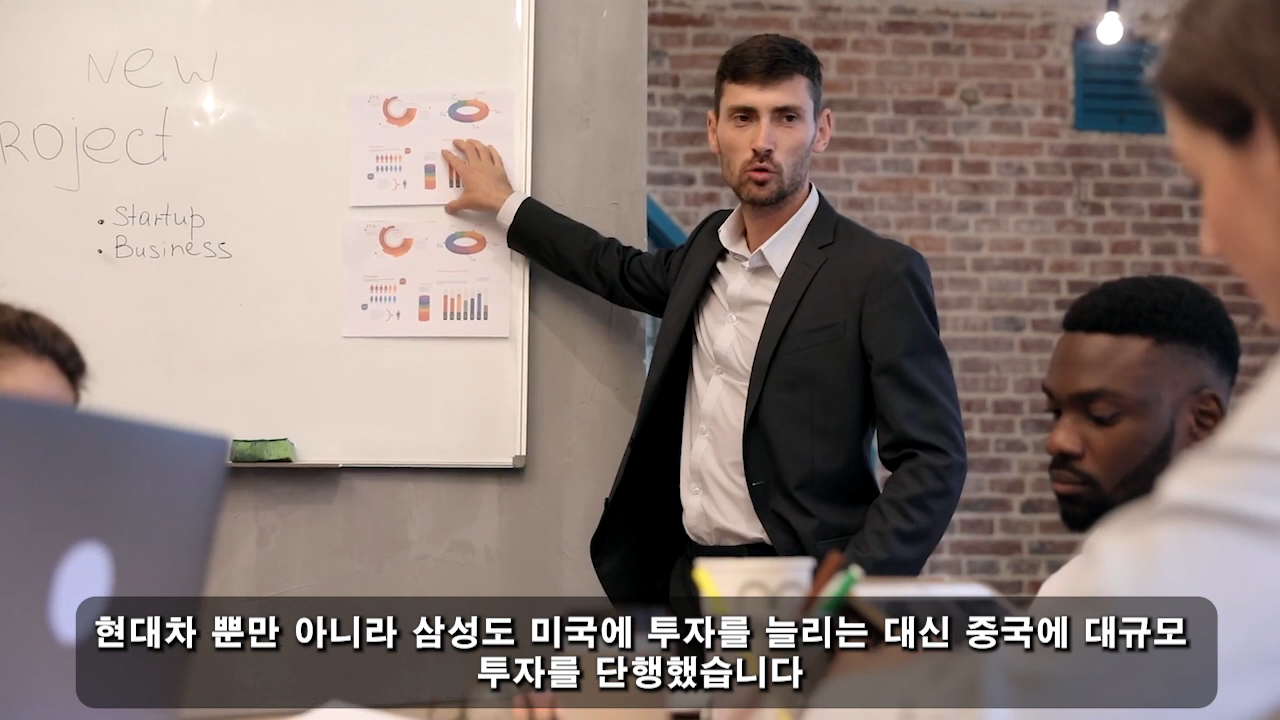 New
Project
• Startup
• Business
현대차 뿐만 아니라 삼성도 미국에 투자를 늘리는 대신 중국에 대규모
투자를 단행했습니다